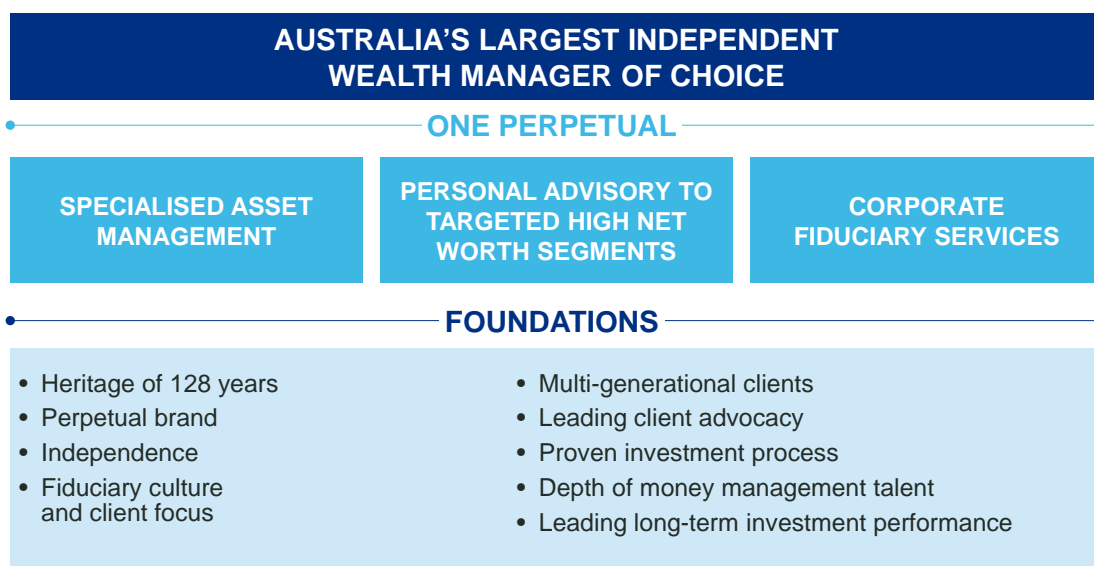 AUSTRALIA'S LARGEST INDEPENDENT
WEALTH MANAGER OF CHOICE
ONE PERPETUAL
SPECIALISED ASSET
MANAGEMENT
PERSONAL ADVISORY TO
TARGETED HIGH NET
WORTH SEGMENTS
CORPORATE
FIDUCIARY SERVICES
FOUNDATIONS
• Heritage of 128 years
• Perpetual brand
• Independence
• Fiduciary culture
and client focus
• Multi-generational clients
• Leading client advocacy
• Proven investment process
• Depth of money management talent
• Leading long-term investment performance